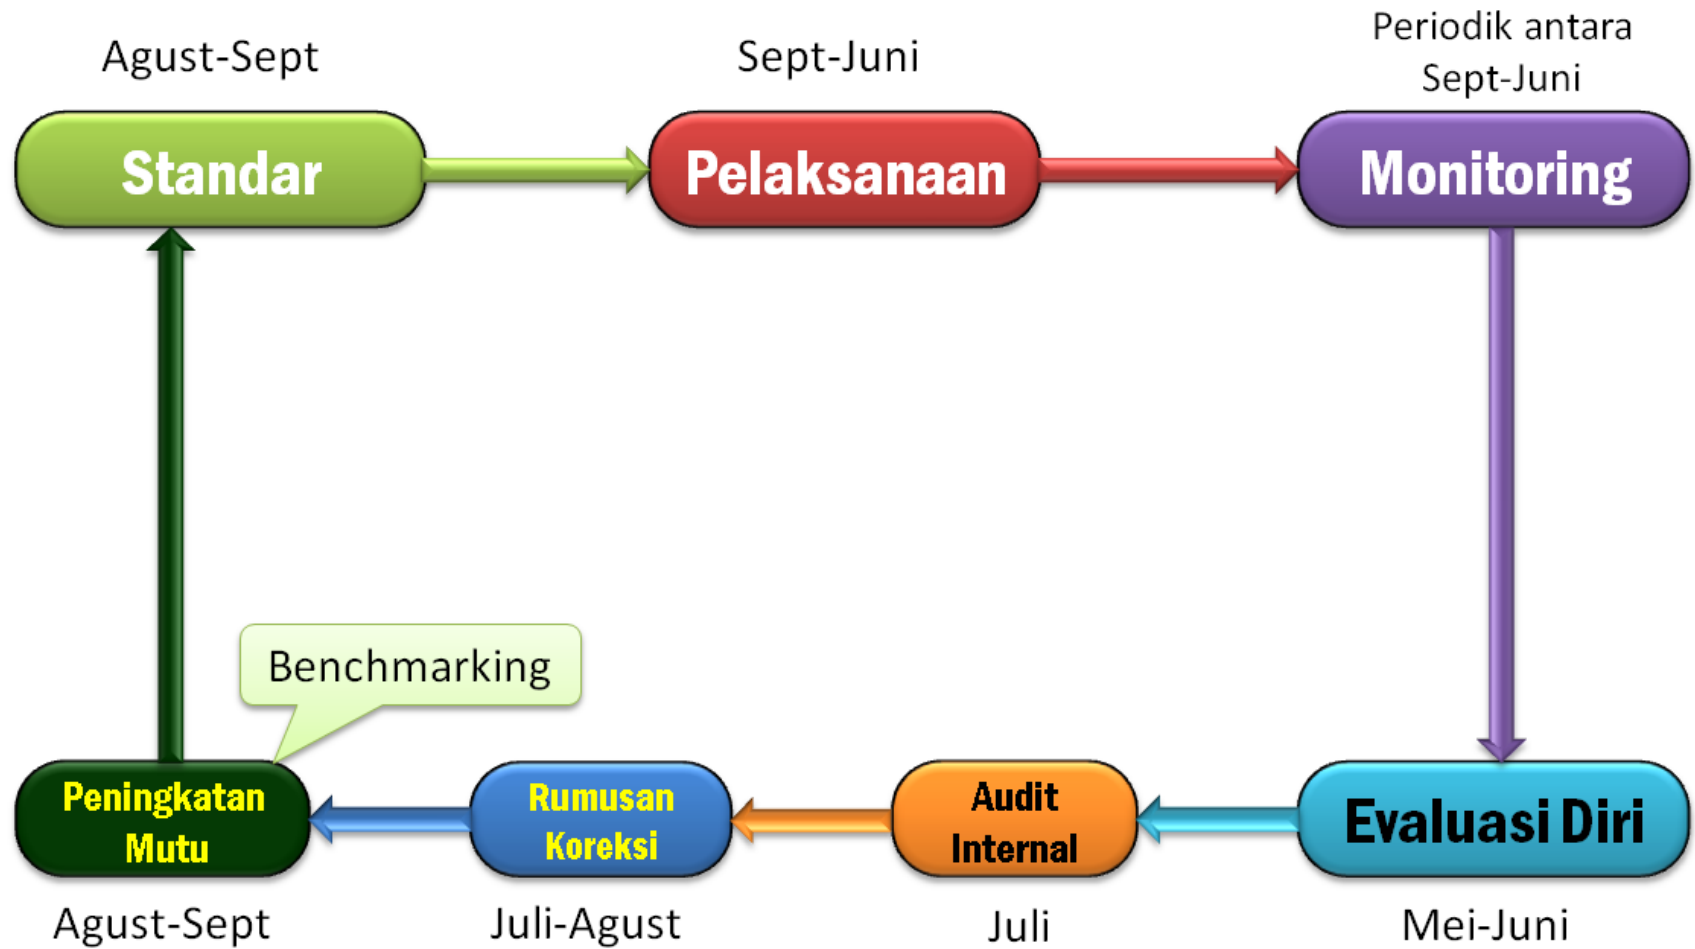 Agust-Sept
Sept-Juni
Periodik antara
Sept-Juni
Standar
Pelaksanaan
Monitoring
Benchmarking
Peningkatan
Mutu
Rumusan
Koreksi
Audit
Internal
Evaluasi Diri
Agust-Sept
Juli-Agust
Juli
Mei-Juni